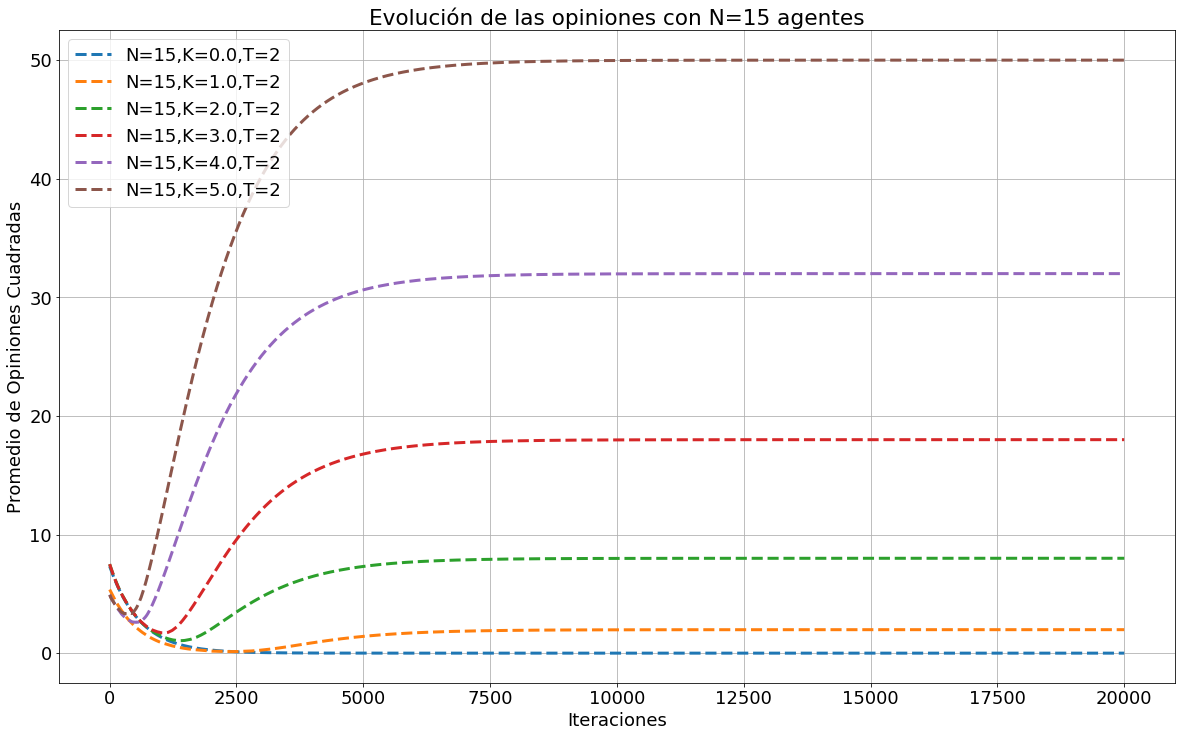 Evolución de las opiniones con N=15 agentes
N=15,K=0.0,T=2
N=15,K=1.0,T=2
N=15,K=2.0,T=2
N=15,K=3.0,T=2
N=15,K=4.0,T=2
N=15,K=5.0,T=2
Promedio de Opiniones Cuadradas
50
40
30
20
10
0
0 2500 5000 7500 10000 12500 15000 17500 20000
Iteraciones